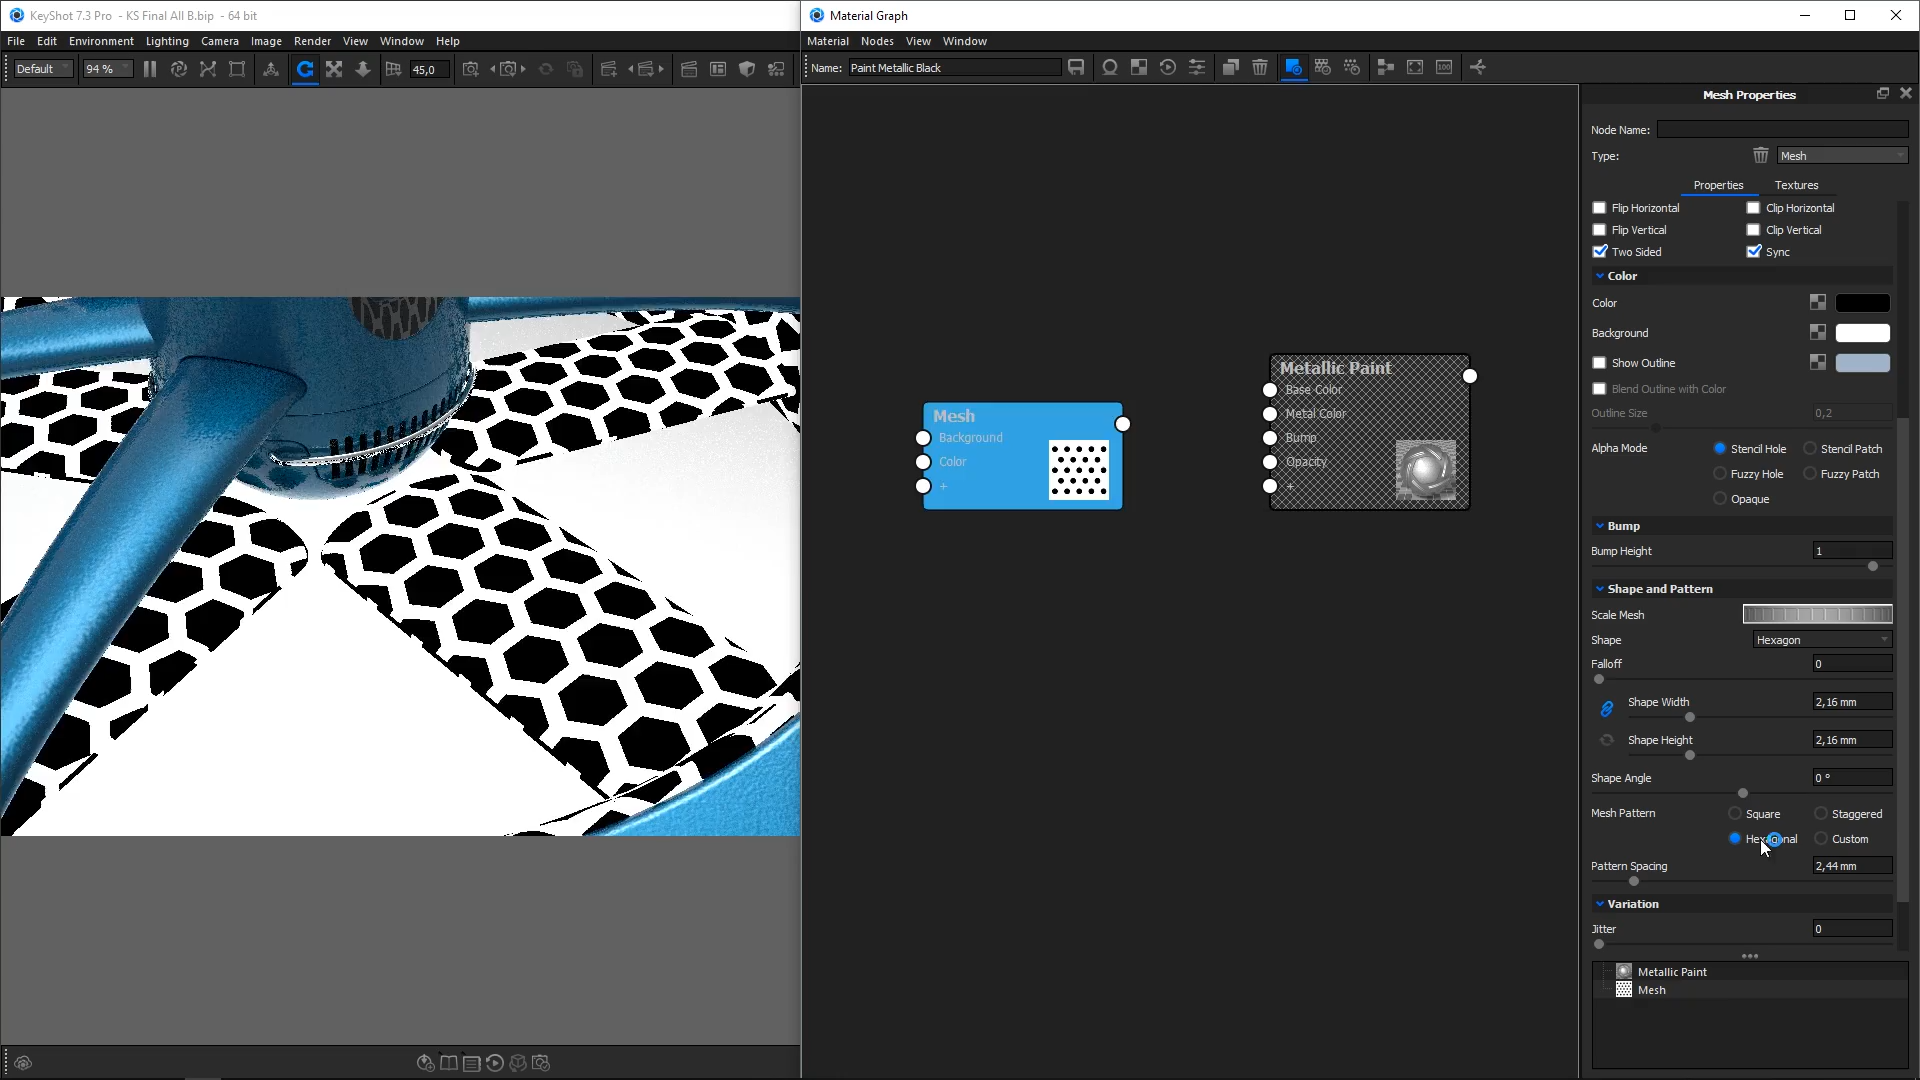 KeyShot 7.3 Pro - KS Final All B.bip - 64 bit
File Edit Environment Lighting Camera Image Render View Window Help
Default 94 % 45,0
Material Graph
Material Nodes View Window
Name: Paint Metallic Black
100
Mesh
Background
Color
+
Metallic Paint
Base Color
Metal Color
Bump
Opacity
+
Mesh Properties
Node Name:
Type: Mesh
Properties Textures
Flip Horizontal Clip Horizontal
Flip Vertical Clip Vertical
Two Sided Sync
Color
Color
Background
Show Outline
Blend Outline with Color
Outline Size 0,2
Alpha Mode Stencil Hole Stencil Patch
Fuzzy Hole Fuzzy Patch
Opaque
Bump
Bump Height 1
Shape and Pattern
Scale Mesh
Shape Hexagon
Falloff 0
Shape Width 2,16 mm
Shape Height 2,16 mm
Shape Angle 0 °
Mesh Pattern Square Staggered
Hexagonal Custom
Pattern Spacing 2,44 mm
Variation
Jitter 0
Metallic Paint
Mesh